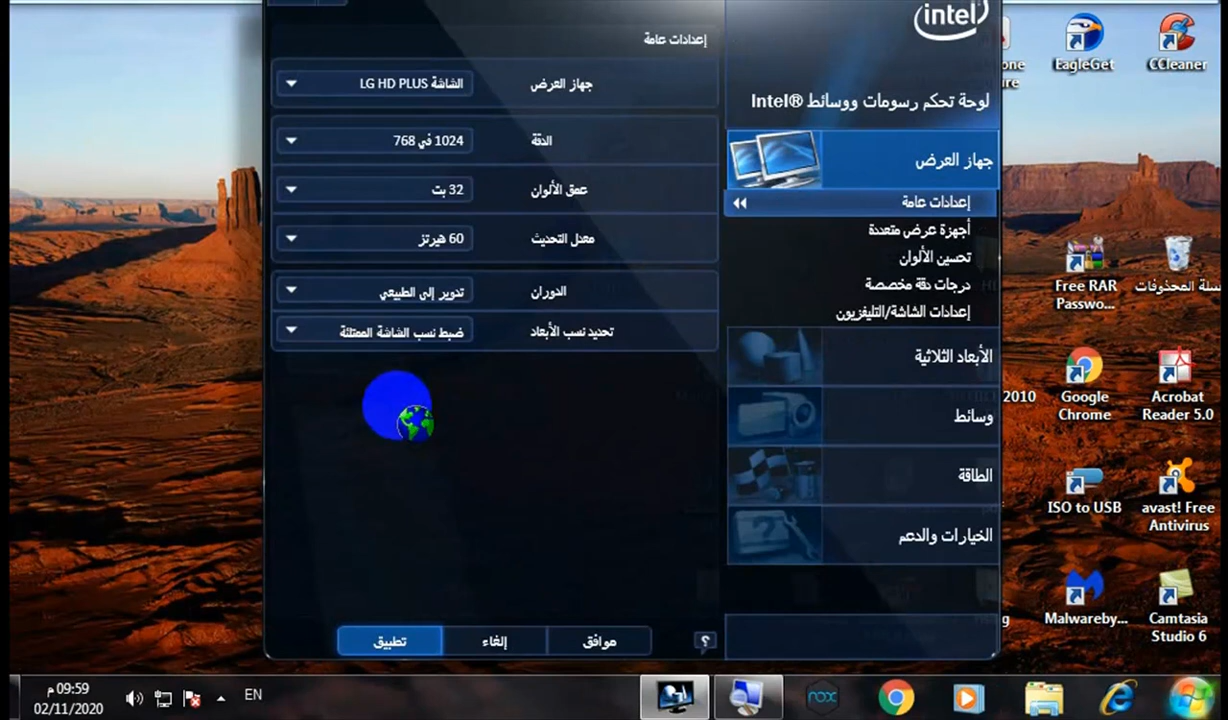 intel
لوحة تحكم رسومات ووسائط Intel®
جهاز العرض
إعدادات عامة
أجهزة عرض متعددة
تحسين الألوان
درجات دقة مخصصة
إعدادات الشاشة/التليفزيون
الأبعاد الثلاثية
وسائط
الطاقة
الخيارات والدعم
إعدادات عامة
جهاز العرض
الشاشة LG HD PLUS
الدقة
1024 في 768
عمق الألوان
32 بت
معدل التحديث
60 هيرتز
الدوران
تدوير إلى الطبيعي
تحديد نسب الأبعاد
ضبط نسب الشاشة الممتلئة
؟
موافق
إلغاء
تطبيق
CCleaner
EagleGet
سلة المحذوفات
Free RAR
Passwo...
Acrobat
Reader 5.0
Google
Chrome
2010
avast! Free
Antivirus
ISO to USB
Camtasia
Studio 6
Malwareby...
nox
EN
09:59 م
02/11/2020